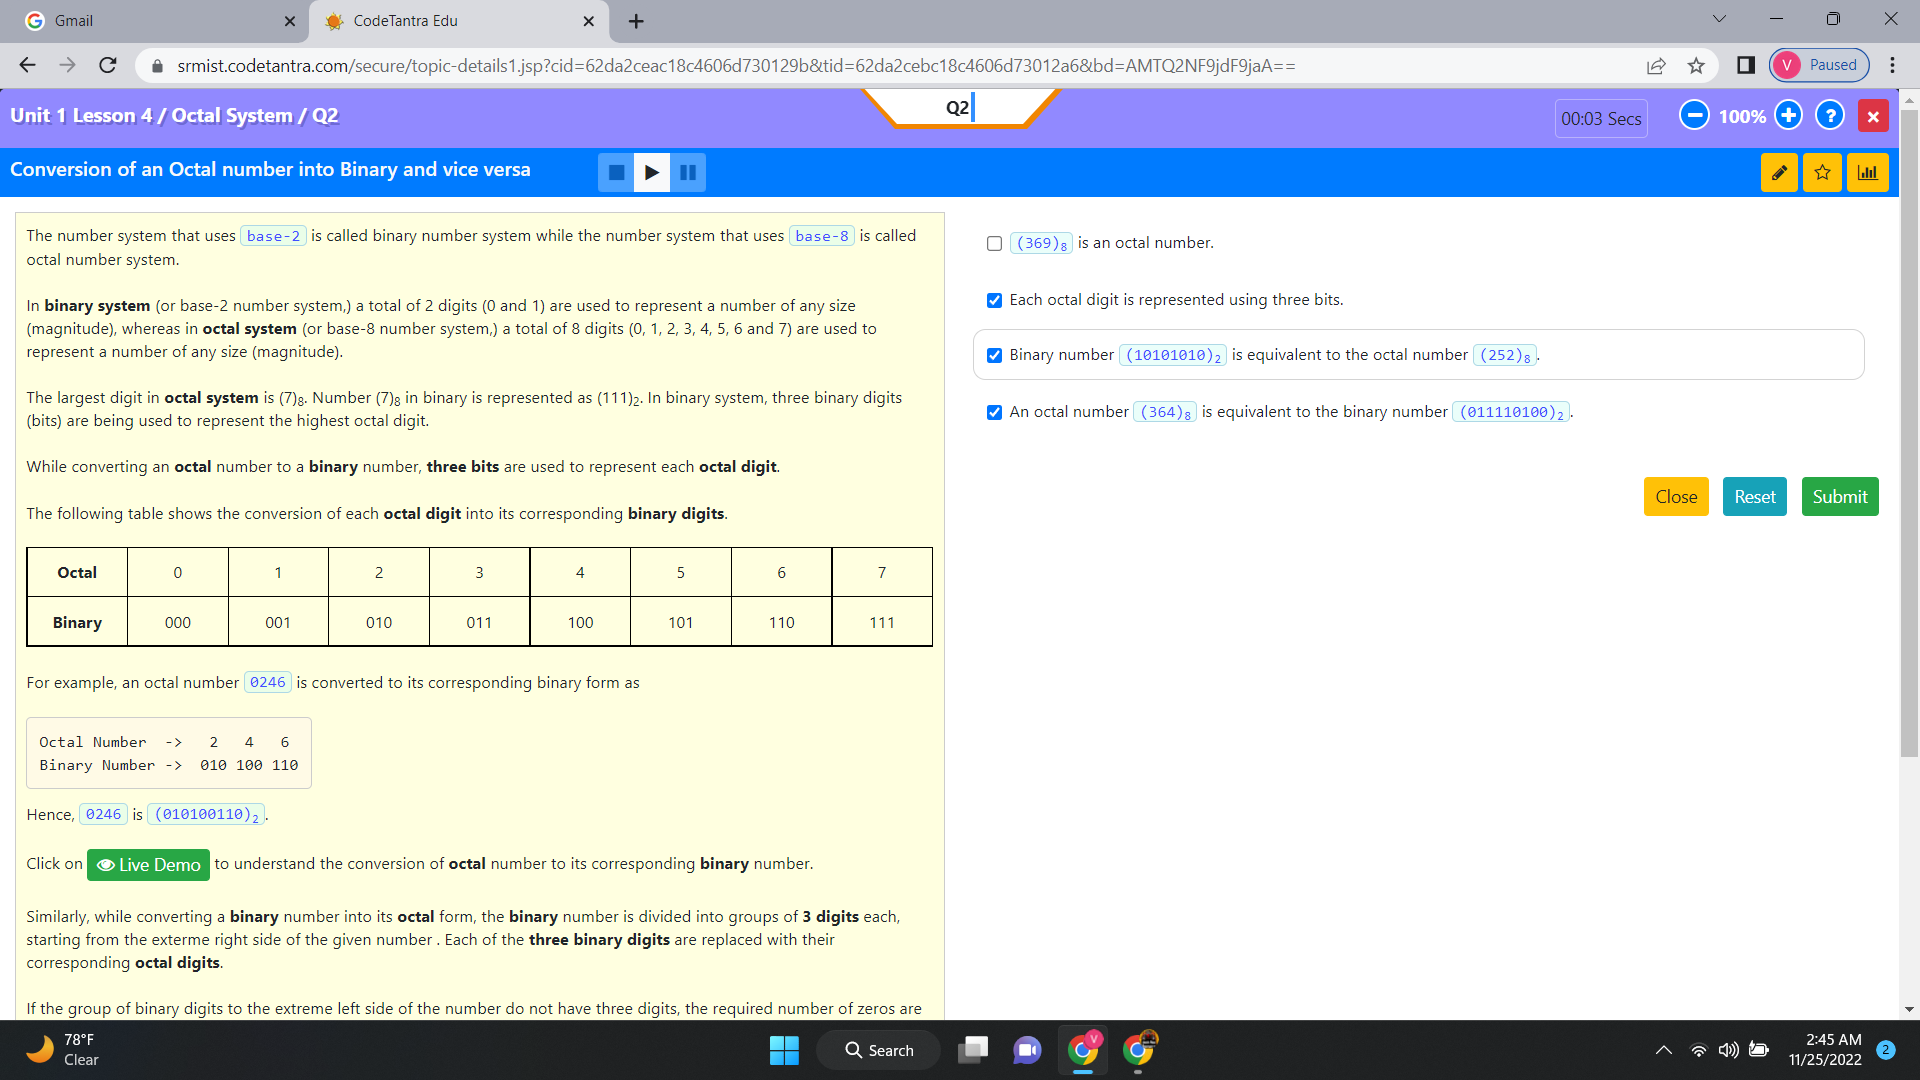 Gmail
CodeTantra Edu
srmist.codetantra.com/secure/topic-details1.jsp?cid=62da2ceac18c4606d730129b&tid=62da2cebc18c4606d73012a6&bd=AMTQ2NF9jdF9jaA==
V Paused
Unit 1 Lesson 4 / Octal System / Q2
Q2
00:03 Secs
100%
?
Conversion of an Octal number into Binary and vice versa
The number system that uses base-2 is called binary number system while the number system that uses base-8 is called
octal number system.
In binary system (or base-2 number system,) a total of 2 digits (0 and 1) are used to represent a number of any size
(magnitude), whereas in octal system (or base-8 number system,) a total of 8 digits (0, 1, 2, 3, 4, 5, 6 and 7) are used to
represent a number of any size (magnitude).
The largest digit in octal system is (7)8. Number (7)8 in binary is represented as (111)2. In binary system, three binary digits
(bits) are being used to represent the highest octal digit.
While converting an octal number to a binary number, three bits are used to represent each octal digit.
The following table shows the conversion of each octal digit into its corresponding binary digits.
Octal 0 1 2 3 4 5 6 7
Binary 000 001 010 011 100 101 110 111
For example, an octal number 0246 is converted to its corresponding binary form as
Octal Number -> 2 4 6
Binary Number -> 010 100 110
Hence, 0246 is (010100110)2.
Click on Live Demo to understand the conversion of octal number to its corresponding binary number.
Similarly, while converting a binary number into its octal form, the binary number is divided into groups of 3 digits each,
starting from the exterme right side of the given number . Each of the three binary digits are replaced with their
corresponding octal digits.
If the group of binary digits to the extreme left side of the number do not have three digits, the required number of zeros are
(369)8 is an octal number.
Each octal digit is represented using three bits.
Binary number (10101010)2 is equivalent to the octal number (252)8.
An octal number (364)8 is equivalent to the binary number (011110100)2.
Close Reset Submit
78°F
Clear
Search
V
2:45 AM
11/25/2022
2